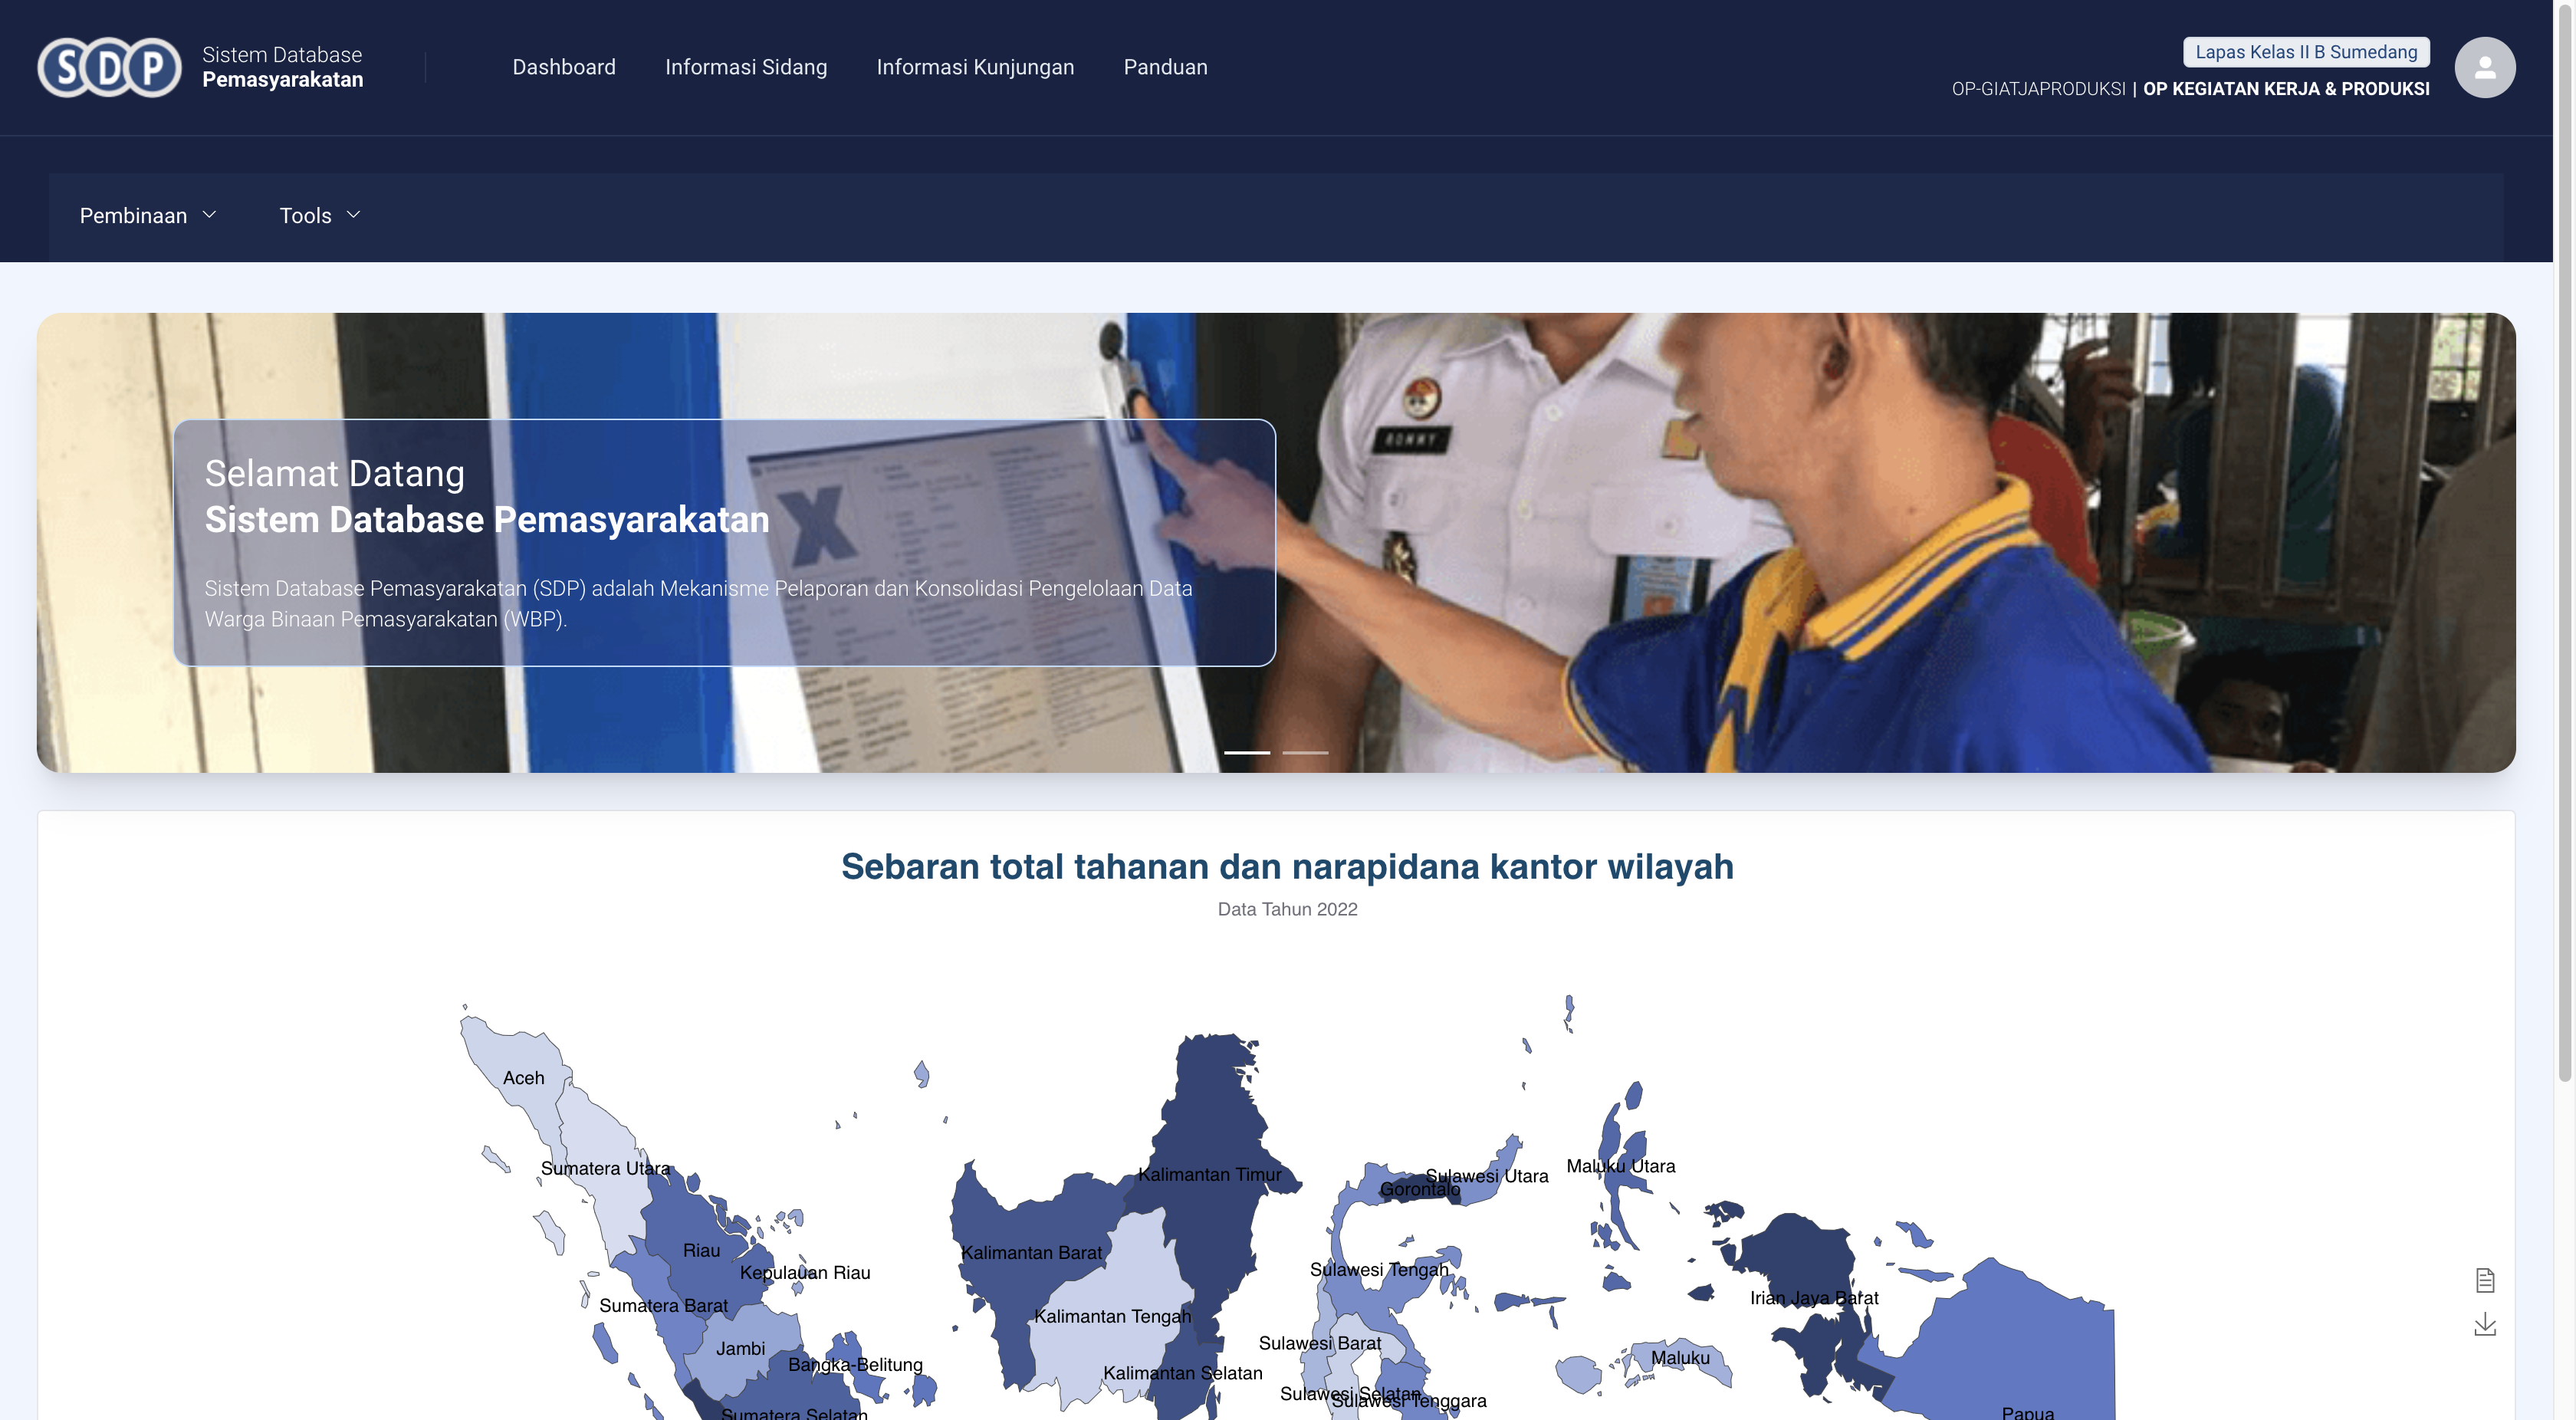 SDP
Sistem Database
Pemasyarakatan
Dashboard
Informasi Sidang
Informasi Kunjungan
Panduan
Lapas Kelas II B Sumedang
OP-GIATJAPRODUKSI | OP KEGIATAN KERJA & PRODUKSI
Pembinaan
Tools
RONNY
X
Selamat Datang
Sistem Database Pemasyarakatan
Sistem Database Pemasyarakatan (SDP) adalah Mekanisme Pelaporan dan Konsolidasi Pengelolaan Data
Warga Binaan Pemasyarakatan (WBP).
Sebaran total tahanan dan narapidana kantor wilayah
Data Tahun 2022
Aceh
Sumatera Utara
Maluku Utara
Kalimantan Timur
Sulawesi Utara
Gorontalo
Riau
Kalimantan Barat
Sulawesi Tengah
Kepulauan Riau
Irian Jaya Barat
Sumatera Barat
Kalimantan Tengah
Sulawesi Barat
Jambi
Maluku
Bangka-Belitung
Kalimantan Selatan
Sulawesi Selatan
Sulawesi Tenggara
Papua
Sumatera Selatan